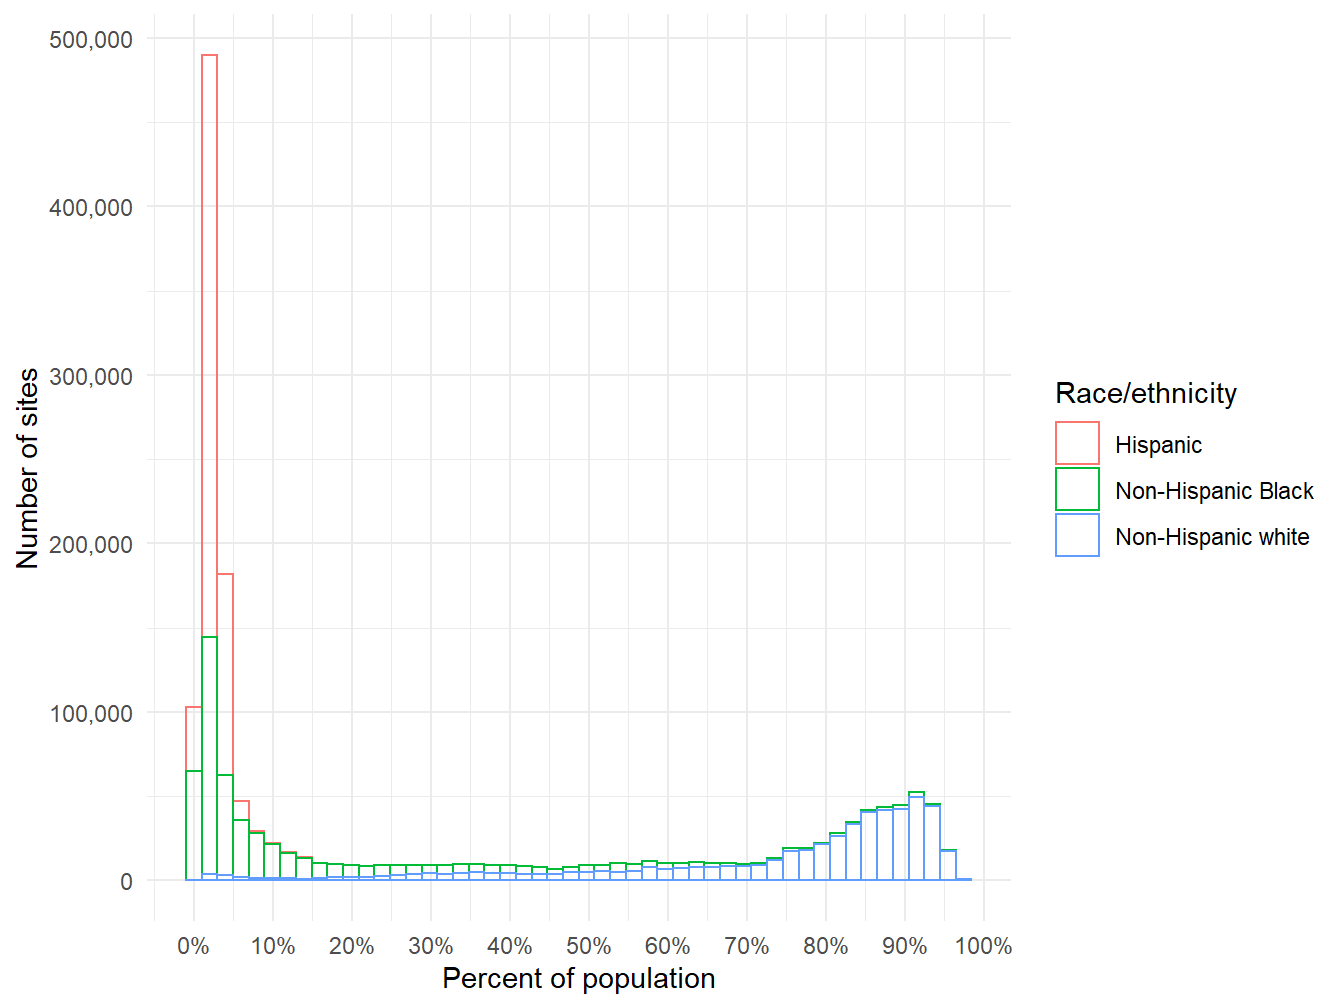 500,000
400,000
300,000
200,000
100,000
0
Number of sites
0% 10% 20% 30% 40% 50% 60% 70% 80% 90% 100%
Percent of population
Race/ethnicity
Hispanic
Non-Hispanic Black
Non-Hispanic white